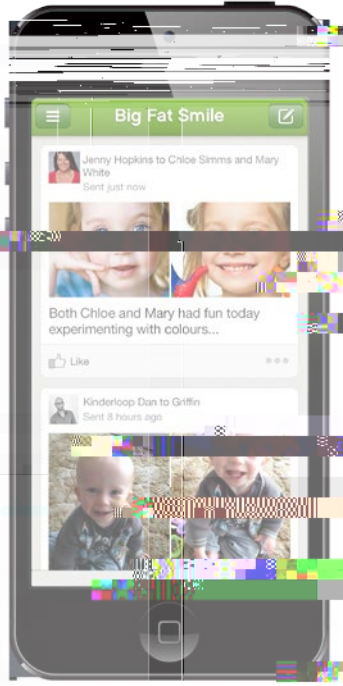 Big Fat Smile
Jenny Hopkins to Chloe Simms and Mary
White
Sent just now
Both Chloe and Mary had fun today
experimenting with colours...
Like
Kinderloop Dan to Griffin
Sent 8 hours ago